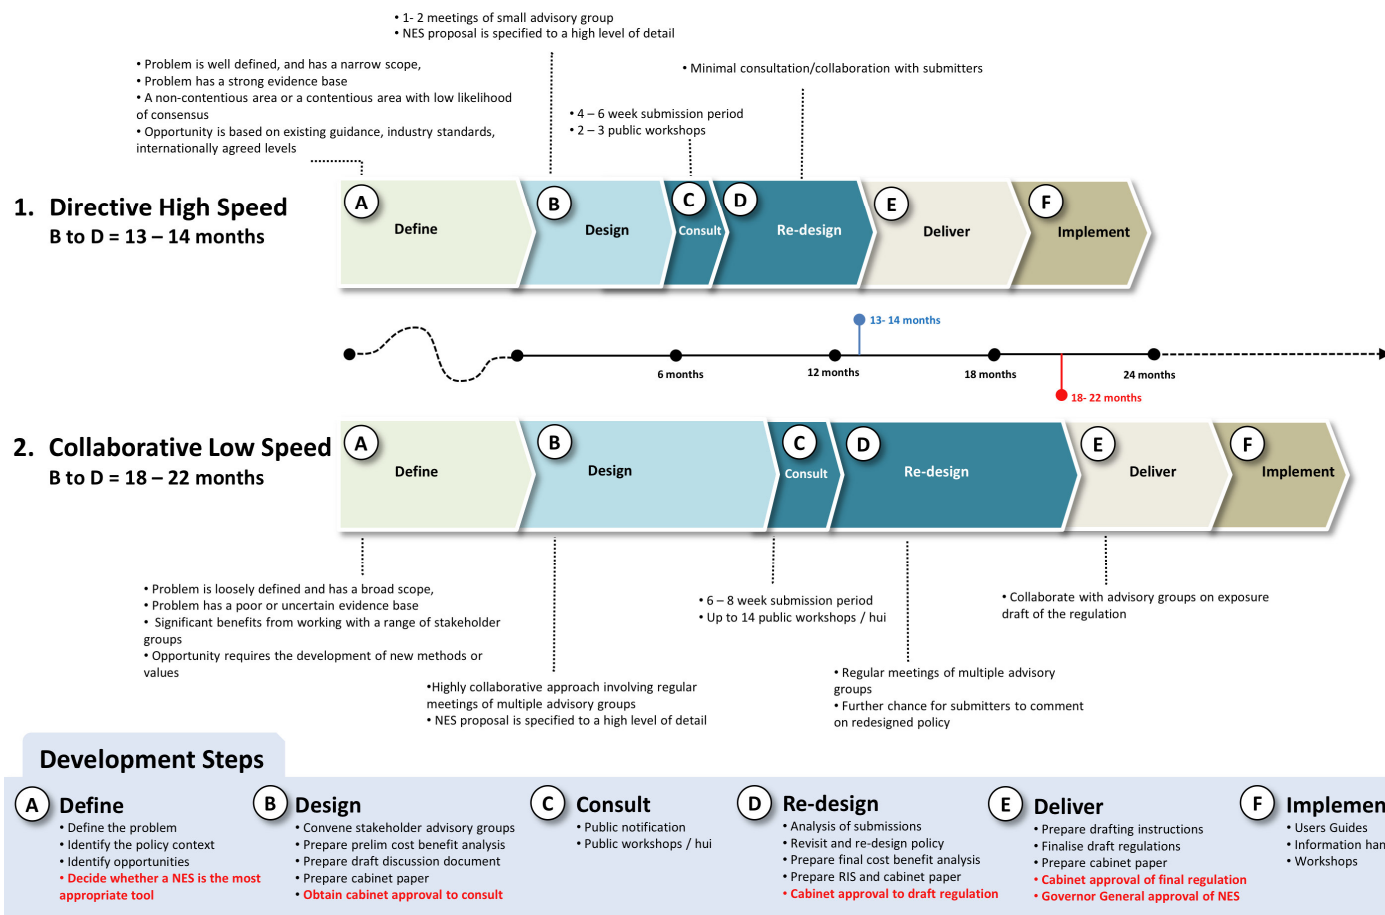 • 1- 2 meetings of small advisory group
• NES proposal is specified to a high level of detail
• Problem is well defined, and has a narrow scope,
• Problem has a strong evidence base
• A non-contentious area or a contentious area with low likelihood
of consensus
• Opportunity is based on existing guidance, industry standards,
internationally agreed levels
• Minimal consultation/collaboration with submitters
• 4 – 6 week submission period
• 2 – 3 public workshops
1. Directive High Speed
B to D = 13 – 14 months
A
Define
B
Design
C
Consult
D
Re-design
E
Deliver
F
Implement
13- 14 months
6 months
12 months
18 months
24 months
18- 22 months
2. Collaborative Low Speed
B to D = 18 – 22 months
A
Define
B
Design
C
Consult
D
Re-design
E
Deliver
F
Implement
• Problem is loosely defined and has a broad scope,
• Problem has a poor or uncertain evidence base
• Significant benefits from working with a range of stakeholder
groups
• Opportunity requires the development of new methods or
values
•Highly collaborative approach involving regular
meetings of multiple advisory groups
• NES proposal is specified to a high level of detail
• 6 – 8 week submission period
• Up to 14 public workshops / hui
• Regular meetings of multiple advisory
groups
• Further chance for submitters to comment
on redesigned policy
• Collaborate with advisory groups on exposure
draft of the regulation
Development Steps
A Define
• Define the problem
• Identify the policy context
• Identify opportunities
• Decide whether a NES is the most
appropriate tool
B Design
• Convene stakeholder advisory groups
• Prepare prelim cost benefit analysis
• Prepare draft discussion document
• Prepare cabinet paper
• Obtain cabinet approval to consult
C Consult
• Public notification
• Public workshops / hui
D Re-design
• Analysis of submissions
• Revisit and re-design policy
• Prepare final cost benefit analysis
• Prepare RIS and cabinet paper
• Cabinet approval to draft regulation
E Deliver
• Prepare drafting instructions
• Finalise draft regulations
• Prepare cabinet paper
• Cabinet approval of final regulation
• Governor General approval of NES
F Implemen
• Users Guides
• Information han
• Workshops